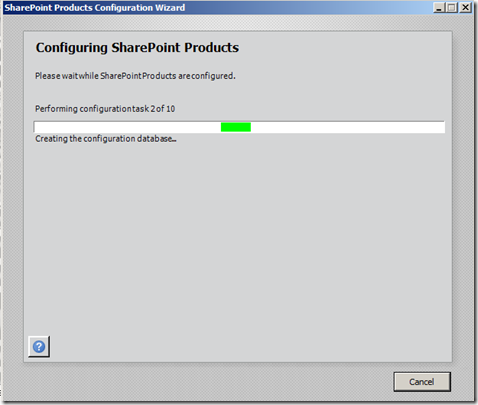 SharePoint Products Configuration Wizard
Configuring SharePoint Products
Please wait while SharePoint Products are configured.
Performing configuration task 2 of 10
Creating the configuration database...
?
Cancel